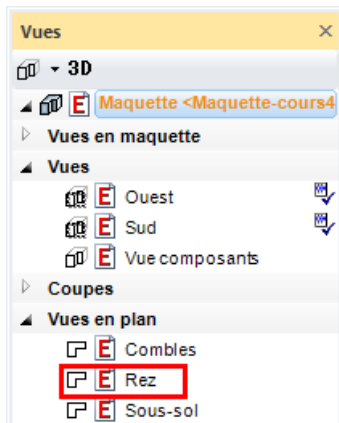 Vues
3D
E Maquette <Maquette-cours4
Vues en maquette
Vues
E Ouest
E Sud
E Vue composants
Coupes
Vues en plan
E Combles
E Rez
E Sous-sol